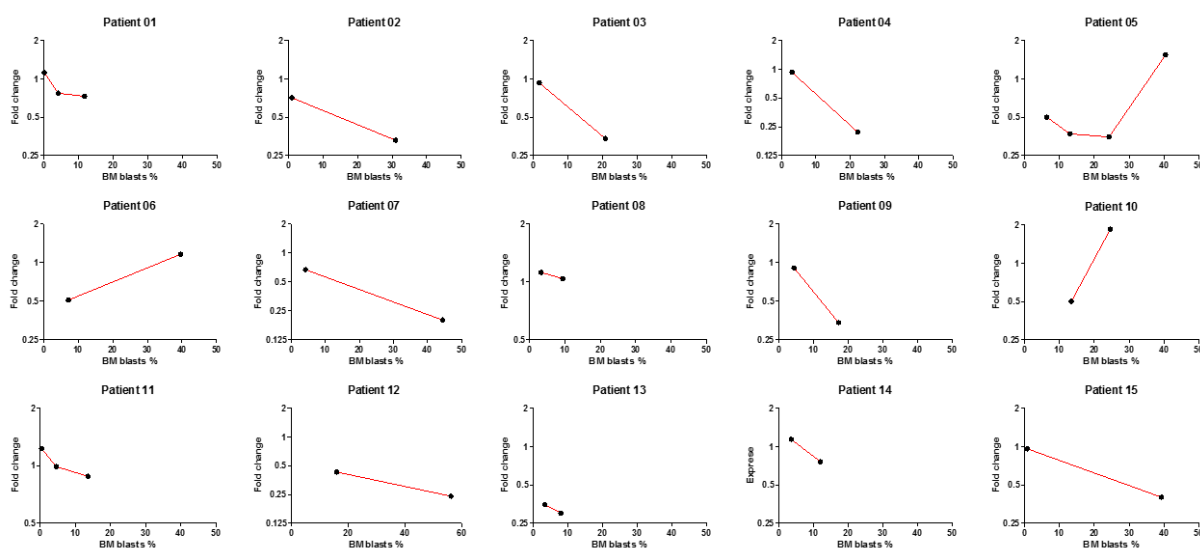 Patient 01
2
1
0.5
0.25
Fold change
0 10 20 30 40 50
BM blasts %
Patient 02
2
1
0.5
0.25
Fold change
0 10 20 30 40 50
BM blasts %
Patient 03
2
1
0.5
0.25
Fold change
0 10 20 30 40 50
BM blasts %
Patient 04
2
1
0.5
0.25
0.125
Fold change
0 10 20 30 40 50
BM blasts %
Patient 05
2
1
0.5
0.25
Fold change
0 10 20 30 40 50
BM blasts %
Patient 06
2
1
0.5
0.25
Fold change
0 10 20 30 40 50
BM blasts %
Patient 07
2
1
0.5
0.25
0.125
Fold change
0 10 20 30 40 50
BM blasts %
Patient 08
2
1
0.5
Fold change
0 10 20 30 40 50
BM blasts %
Patient 09
2
1
0.5
0.25
Fold change
0 10 20 30 40 50
BM blasts %
Patient 10
2
1
0.5
0.25
Fold change
0 10 20 30 40 50
BM blasts %
Patient 11
2
1
0.5
Fold change
0 10 20 30 40 50
BM blasts %
Patient 12
2
1
0.5
0.25
0.125
Fold change
0 10 20 30 40 50 60
BM blasts %
Patient 13
2
1
0.5
0.25
Fold change
0 10 20 30 40 50
BM blasts %
Patient 14
2
1
0.5
0.25
Exprese
0 10 20 30 40 50
BM blasts %
Patient 15
2
1
0.5
0.25
Fold change
0 10 20 30 40 50
BM blasts %